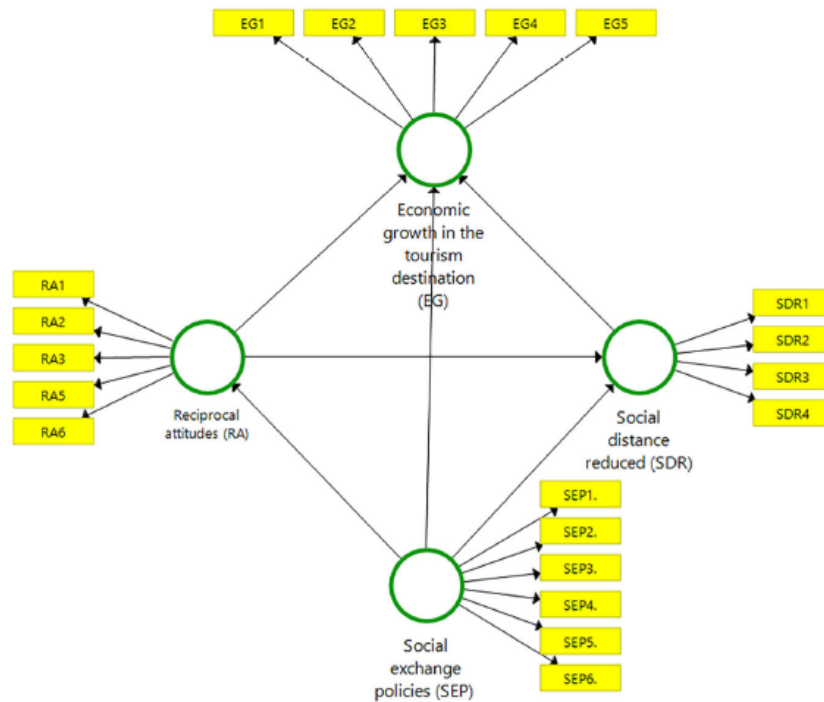 EG1 EG2 EG3 EG4 EG5
Economic
growth in the
tourism
destination
(EG)
RA1
RA2
RA3
RA5
RA6
Reciprocal
attitudes (RA)
SDR1
SDR2
SDR3
SDR4
Social
distance
reduced (SDR)
SEP1.
SEP2.
SEP3.
SEP4.
SEP5.
SEP6.
Social
exchange
policies (SEP)